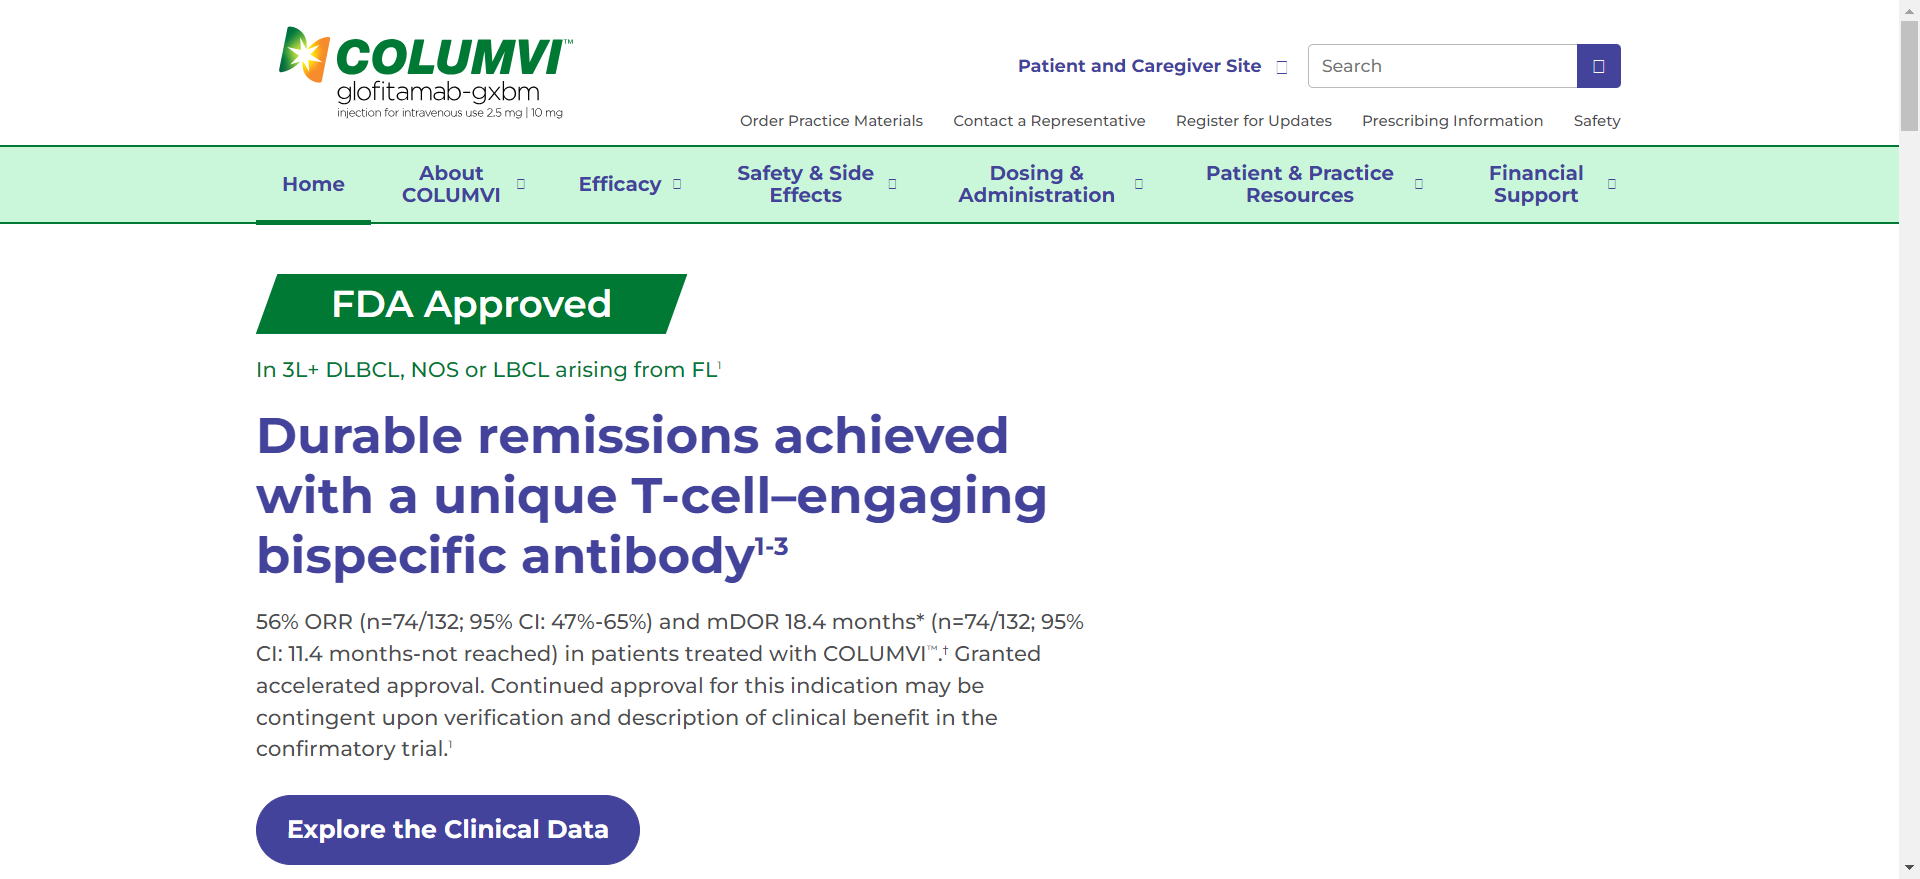 COLUMVI™
glofitamab-gxbm
injection for intravenous use 2.5 mg | 10 mg
Patient and Caregiver Site
Search
Order Practice Materials
Contact a Representative
Register for Updates
Prescribing Information
Safety
Home
About
COLUMVI
Efficacy
Safety & Side
Effects
Dosing &
Administration
Patient & Practice
Resources
Financial
Support
FDA Approved
In 3L+ DLBCL, NOS or LBCL arising from FL¹
Durable remissions achieved
with a unique T-cell–engaging
bispecific antibody¹⁻³
56% ORR (n=74/132; 95% CI: 47%-65%) and mDOR 18.4 months* (n=74/132; 95%
CI: 11.4 months-not reached) in patients treated with COLUMVI™.† Granted
accelerated approval. Continued approval for this indication may be
contingent upon verification and description of clinical benefit in the
confirmatory trial.¹
Explore the Clinical Data